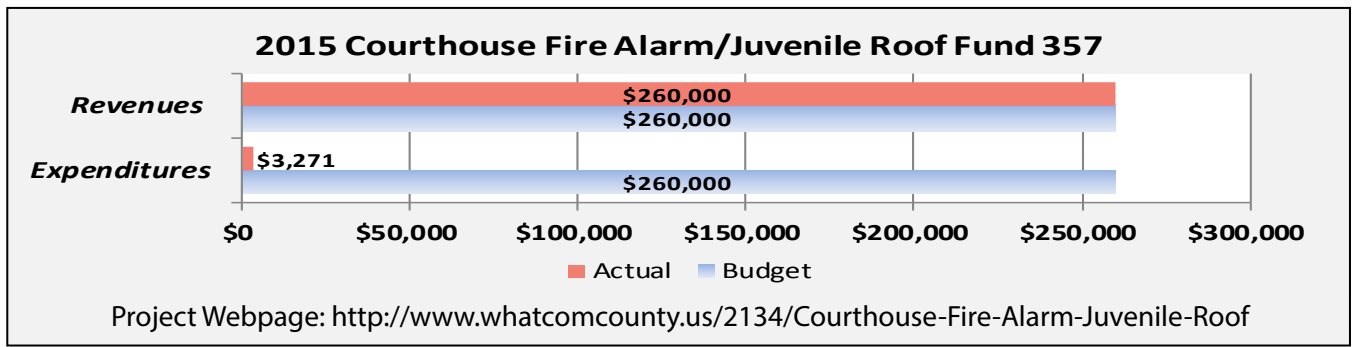 2015 Courthouse Fire Alarm/Juvenile Roof Fund 357
Revenues
$260,000
$260,000
Expenditures
$3,271
$260,000
$0 $50,000 $100,000 $150,000 $200,000 $250,000 $300,000
Actual Budget
Project Webpage: http://www.whatcomcounty.us/2134/Courthouse-Fire-Alarm-Juvenile-Roof